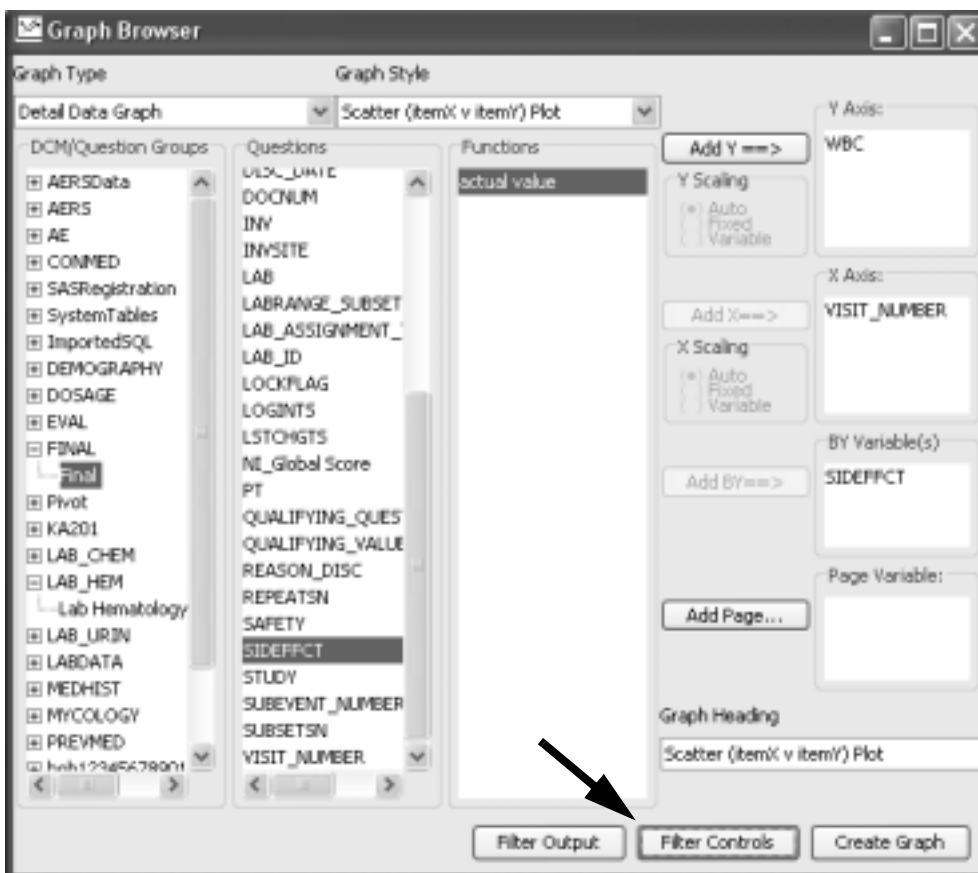 Graph Browser
Graph Type
Graph Style
Detail Data Graph
Scatter (itemX v itemY) Plot
DCM/Question Groups
AERSData
AERS
AE
CONMED
SASRegistration
SystemTables
ImportedSQL
DEMOGRAPHY
DOSAGE
EVAL
FINAL
Final
Pivot
KA201
LAB_CHEM
LAB_HEM
Lab Hematology
LAB_URIN
LABDATA
MEDHIST
MYCOLOGY
PREVMED
Questions
DISC_DATE
DOCNUM
INV
INVSITE
LAB
LABRANGE_SUBSET
LAB_ASSIGNMENT_
LAB_ID
LOCKFLAG
LOGINTS
LSTCHGTS
NI_Global Score
PT
QUALIFYING_QUES
QUALIFYING_VALUE
REASON_DISC
REPEATSN
SAFETY
SIDEFFCT
STUDY
SUBEVENT_NUMBER
SUBSETSN
VISIT_NUMBER
Functions
actual value
Add Y ==>
Y Scaling
Auto
Fixed
Variable
Add X==>
X Scaling
Auto
Fixed
Variable
Add BY==>
Add Page...
Y Axis:
WBC
X Axis:
VISIT_NUMBER
BY Variable(s)
SIDEFFCT
Page Variable:
Graph Heading
Scatter (itemX v itemY) Plot
Filter Output
Filter Controls
Create Graph